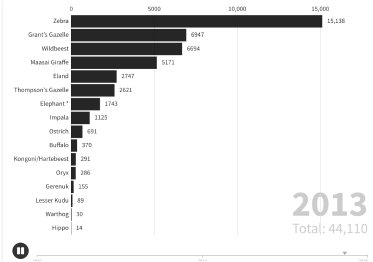 0 5000 10,000 15,000
Zebra 15,138
Grant's Gazelle 6947
Wildbeest 6694
Maasai Giraffe 5171
Eland 2747
Thompson's Gazelle 2621
Elephant * 1743
Impala 1125
Ostrich 691
Buffalo 370
Kongoni/Hartebeest 291
Oryx 286
Gerenuk 155
Lesser Kudu 89
Warthog 30
Hippo 14
2013
Total: 44,110